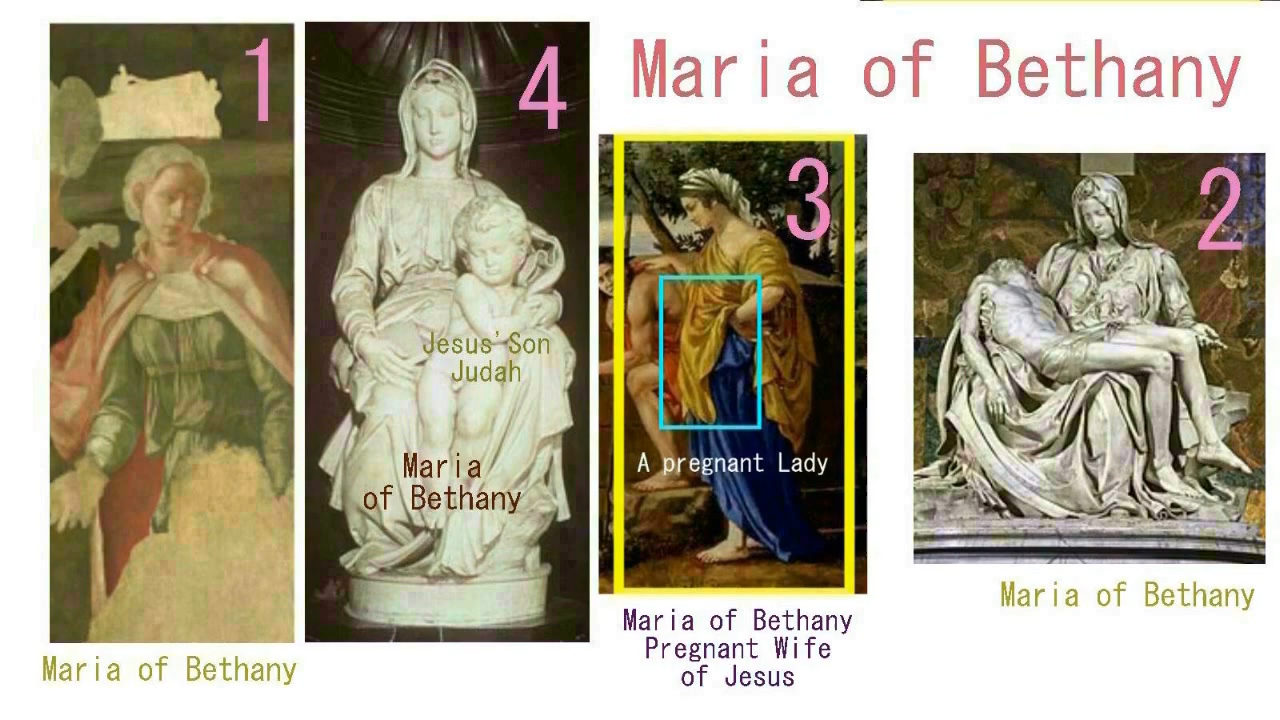 Maria of Bethany
1
Maria of Bethany
4
Jesus' Son
Judah
Maria
of Bethany
3
A pregnant Lady
Maria of Bethany
Pregnant Wife
of Jesus
2
Maria of Bethany